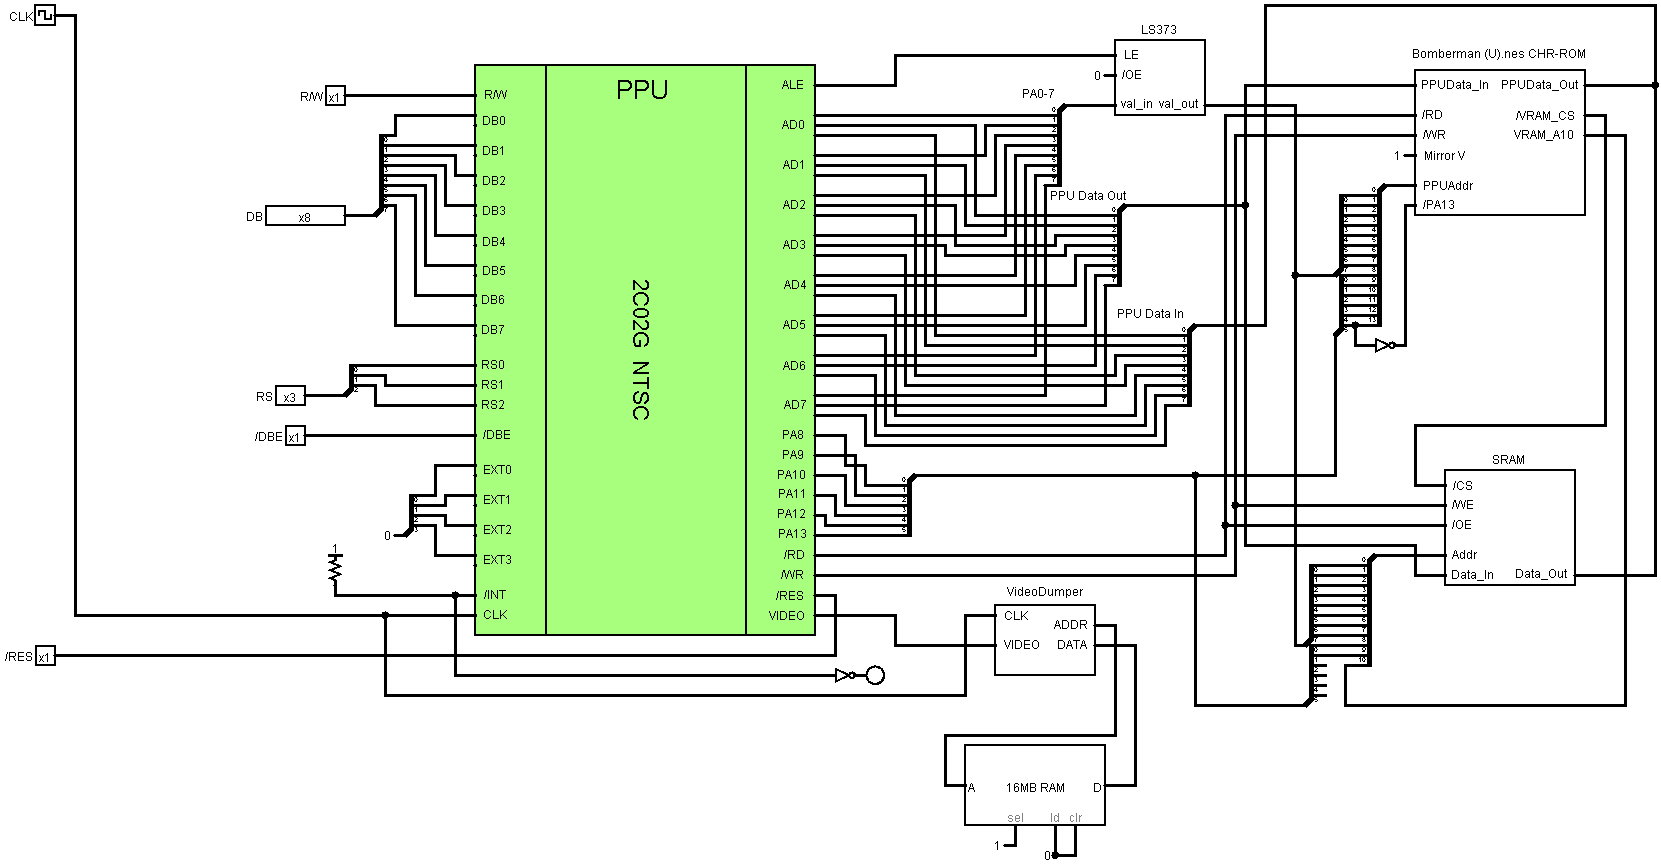 CLK
R/W x1
DB x8
RS x3
/DBE x1
0
1
/RES x1
PPU
2C02G NTSC
R/W
DB0
DB1
DB2
DB3
DB4
DB5
DB6
DB7
RS0
RS1
RS2
/DBE
EXT0
EXT1
EXT2
EXT3
/INT
CLK
ALE
AD0
AD1
AD2
AD3
AD4
AD5
AD6
AD7
PA8
PA9
PA10
PA11
PA12
PA13
/RD
/WR
/RES
VIDEO
LS373
LE
0 /OE
val_in val_out
PA0-7
PPU Data Out
PPU Data In
Bomberman (U).nes CHR-ROM
PPUData_In PPUData_Out
/RD /VRAM_CS
/WR VRAM_A10
1 Mirror V
PPUAddr
/PA13
SRAM
/CS
/WE
/OE
Addr
Data_In Data_Out
VideoDumper
CLK
ADDR
VIDEO DATA
A 16MB RAM D
sel ld clr
1
0